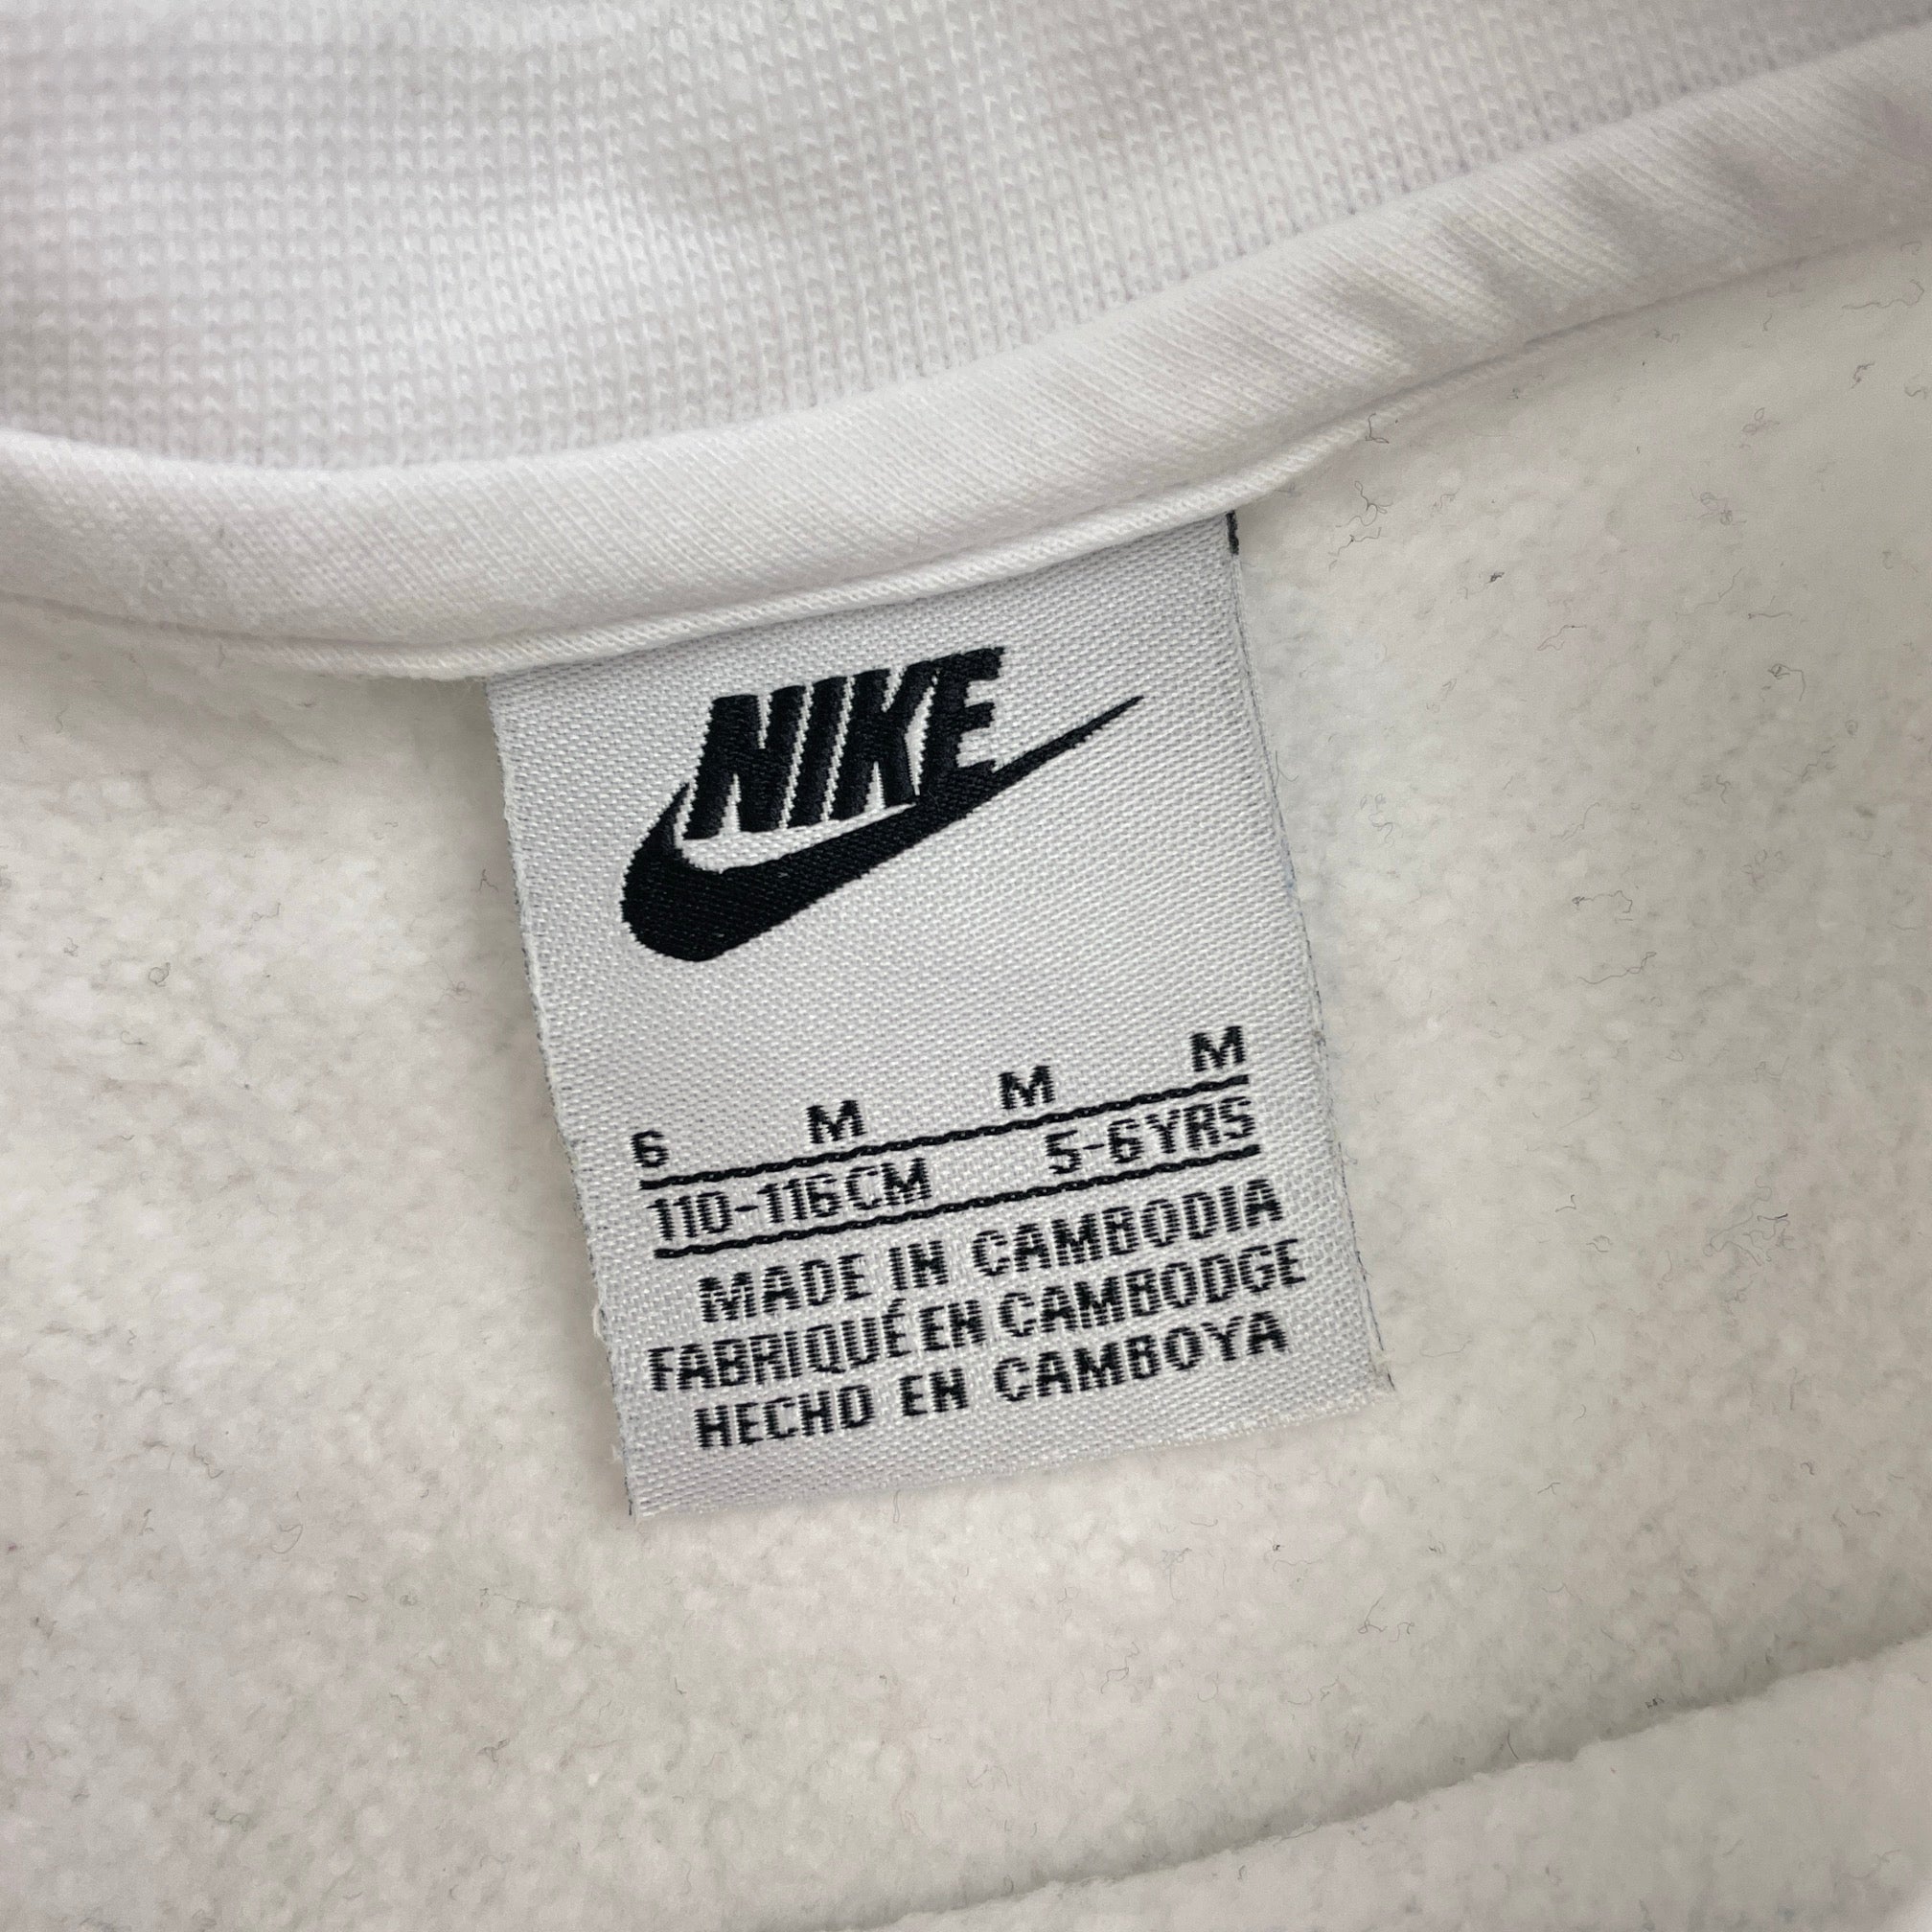 NIKE
6 M M M
110-116CM 5-6YRS
MADE IN CAMBODIA
FABRIQUÉ EN CAMBODGE
HECHO EN CAMBOYA